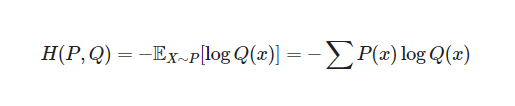 H(P, Q) = −𝔼_{X∼P}[log Q(x)] = − ∑ P(x) log Q(x)